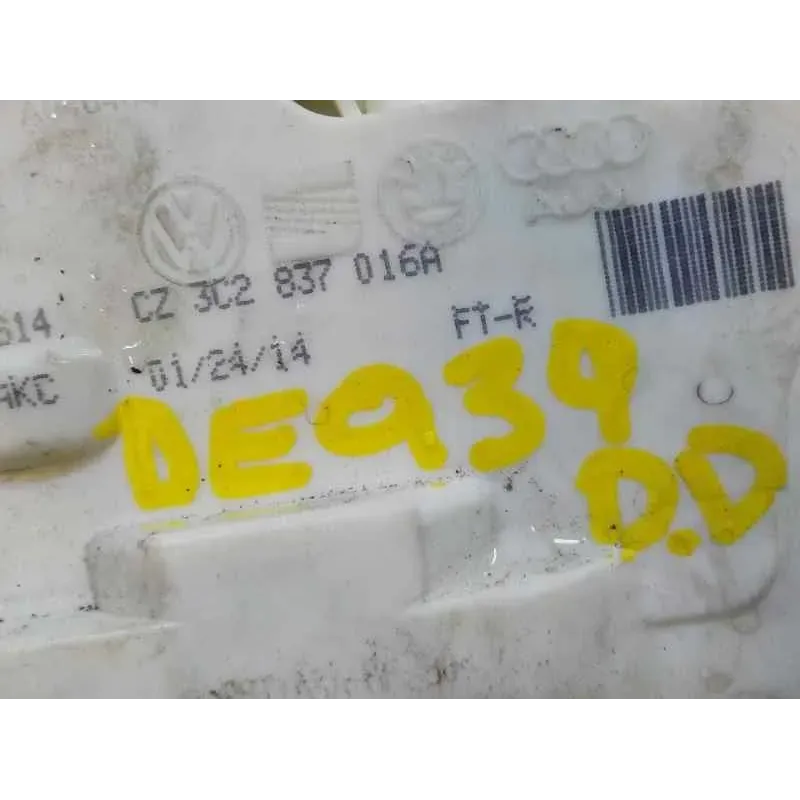 CZ 3C2 837 016A
614
01/24/14
FT-R
AKC
DE939
D.D